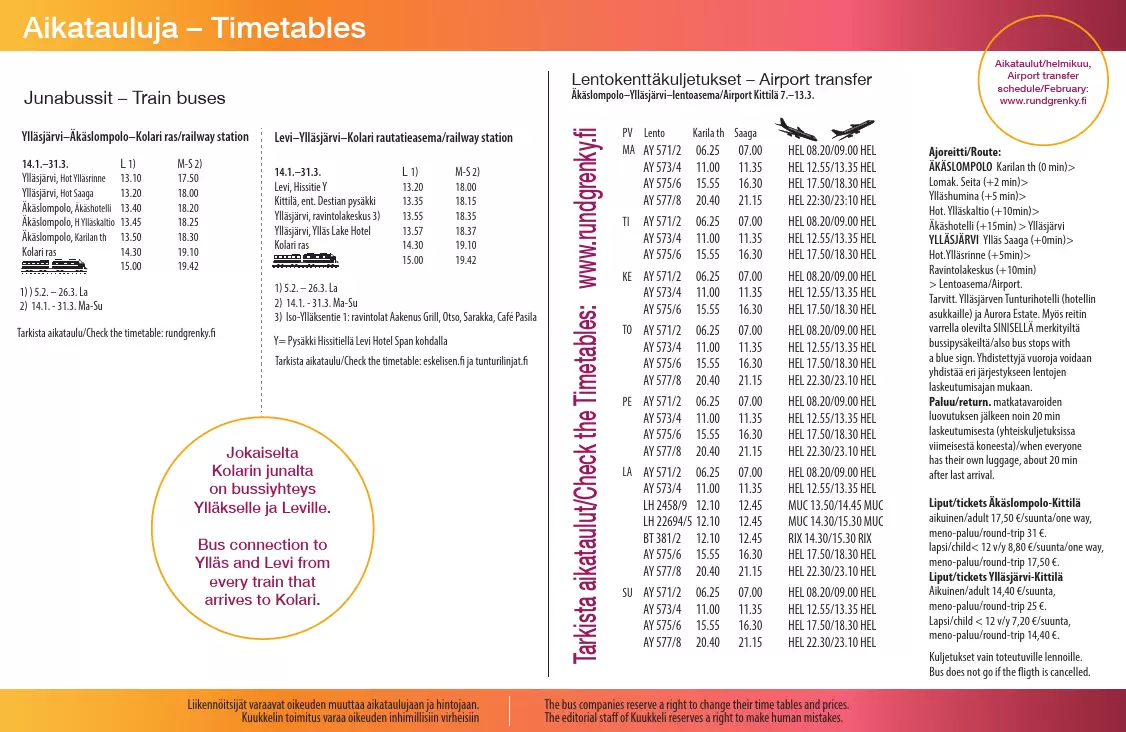 Aikatauluja – Timetables
Junabussit – Train buses
Ylläsjärvi–Äkäslompolo–Kolari ras/railway station
14.1.–31.3. L 1) M-S 2)
Ylläsjärvi, Hot Ylläsrinne 13.10 17.50
Ylläsjärvi, Hot Saaga 13.20 18.00
Äkäslompolo, Äkäshotelli 13.40 18.20
Äkäslompolo, H Ylläskaltio 13.45 18.25
Äkäslompolo, Karilan th 13.50 18.30
Kolari ras 14.30 19.10
15.00 19.42
1) ) 5.2. – 26.3. La
2) 14.1. - 31.3. Ma-Su
Tarkista aikataulu/Check the timetable: rundgrenky.fi
Levi–Ylläsjärvi–Kolari rautatieasema/railway station
14.1.–31.3. L 1) M-S 2)
Levi, Hissitie Y 13.20 18.00
Kittilä, ent. Destian pysäkki 13.35 18.15
Ylläsjärvi, ravintolakeskus 3) 13.55 18.35
Ylläsjärvi, Ylläs Lake Hotel 13.57 18.37
Kolari ras 14.30 19.10
15.00 19.42
1) 5.2. – 26.3. La
2) 14.1. - 31.3. Ma-Su
3) Iso-Ylläksentie 1: ravintolat Aakenus Grill, Otso, Sarakka, Café Pasila
Y= Pysäkki Hissitiellä Levi Hotel Span kohdalla
Tarkista aikataulu/Check the timetable: eskelisen.fi ja tunturilinjat.fi
Jokaiselta
Kolarin junalta
on bussiyhteys
Ylläkselle ja Leville.
Bus connection to
Ylläs and Levi from
every train that
arrives to Kolari.
Lentokenttäkuljetukset – Airport transfer
Äkäslompolo–Ylläsjärvi–lentoasema/Airport Kittilä 7.–13.3.
Tarkista aikataulut/Check the Timetables: www.rundgrenky.fi
PV Lento Karila th Saaga
MA AY 571/2 06.25 07.00 HEL 08.20/09.00 HEL
AY 573/4 11.00 11.35 HEL 12.55/13.35 HEL
AY 575/6 15.55 16.30 HEL 17.50/18.30 HEL
AY 577/8 20.40 21.15 HEL 22:30/23:10 HEL
TI AY 571/2 06.25 07.00 HEL 08.20/09.00 HEL
AY 573/4 11.00 11.35 HEL 12.55/13.35 HEL
AY 575/6 15.55 16.30 HEL 17.50/18.30 HEL
KE AY 571/2 06.25 07.00 HEL 08.20/09.00 HEL
AY 573/4 11.00 11.35 HEL 12.55/13.35 HEL
AY 575/6 15.55 16.30 HEL 17.50/18.30 HEL
TO AY 571/2 06.25 07.00 HEL 08.20/09.00 HEL
AY 573/4 11.00 11.35 HEL 12.55/13.35 HEL
AY 575/6 15.55 16.30 HEL 17.50/18.30 HEL
AY 577/8 20.40 21.15 HEL 22.30/23.10 HEL
PE AY 571/2 06.25 07.00 HEL 08.20/09.00 HEL
AY 573/4 11.00 11.35 HEL 12.55/13.35 HEL
AY 575/6 15.55 16.30 HEL 17.50/18.30 HEL
AY 577/8 20.40 21.15 HEL 22.30/23.10 HEL
LA AY 571/2 06.25 07.00 HEL 08.20/09.00 HEL
AY 573/4 11.00 11.35 HEL 12.55/13.35 HEL
LH 2458/9 12.10 12.45 MUC 13.50/14.45 MUC
LH 22694/5 12.10 12.45 MUC 14.30/15.30 MUC
BT 381/2 12.10 12.45 RIX 14.30/15.30 RIX
AY 575/6 15.55 16.30 HEL 17.50/18.30 HEL
AY 577/8 20.40 21.15 HEL 22.30/23.10 HEL
SU AY 571/2 06.25 07.00 HEL 08.20/09.00 HEL
AY 573/4 11.00 11.35 HEL 12.55/13.35 HEL
AY 575/6 15.55 16.30 HEL 17.50/18.30 HEL
AY 577/8 20.40 21.15 HEL 22.30/23.10 HEL
Aikataulut/helmikuu,
Airport transfer
schedule/February:
www.rundgrenky.fi
Ajoreitti/Route:
ÄKÄSLOMPOLO Karilan th (0 min)>
Lomak. Seita (+2 min)>
Ylläshumina (+5 min)>
Hot. Ylläskaltio (+10min)>
Äkäshotelli (+15min) > Ylläsjärvi
YLLÄSJÄRVI Ylläs Saaga (+0min)>
Hot.Ylläsrinne (+5min)>
Ravintolakeskus (+10min)
> Lentoasema/Airport.
Tarvitt. Ylläsjärven Tunturihotelli (hotellin
asukkaille) ja Aurora Estate. Myös reitin
varrella olevilta SINISELLÄ merkityiltä
bussipysäkeiltä/also bus stops with
a blue sign. Yhdistettyjä vuoroja voidaan
yhdistää eri järjestykseen lentojen
laskeutumisajan mukaan.
Paluu/return. matkatavaroiden
luovutuksen jälkeen noin 20 min
laskeutumisesta (yhteiskuljetuksissa
viimeisestä koneesta)/when everyone
has their own luggage, about 20 min
after last arrival.
Liput/tickets Äkäslompolo-Kittilä
aikuinen/adult 17,50 €/suunta/one way,
meno-paluu/round-trip 31 €.
lapsi/child< 12 v/y 8,80 €/suunta/one way,
meno-paluu/round-trip 17,50 €.
Liput/tickets Ylläsjärvi-Kittilä
Aikuinen/adult 14,40 €/suunta,
meno-paluu/round-trip 25 €.
Lapsi/child < 12 v/y 7,20 €/suunta,
meno-paluu/round-trip 14,40 €.
Kuljetukset vain toteutuville lennoille.
Bus does not go if the fligth is cancelled.
Liikennöitsijät varaavat oikeuden muuttaa aikataulujaan ja hintojaan.
Kuukkelin toimitus varaa oikeuden inhimillisiin virheisiin
The bus companies reserve a right to change their time tables and prices.
The editorial staff of Kuukkeli reserves a right to make human mistakes.